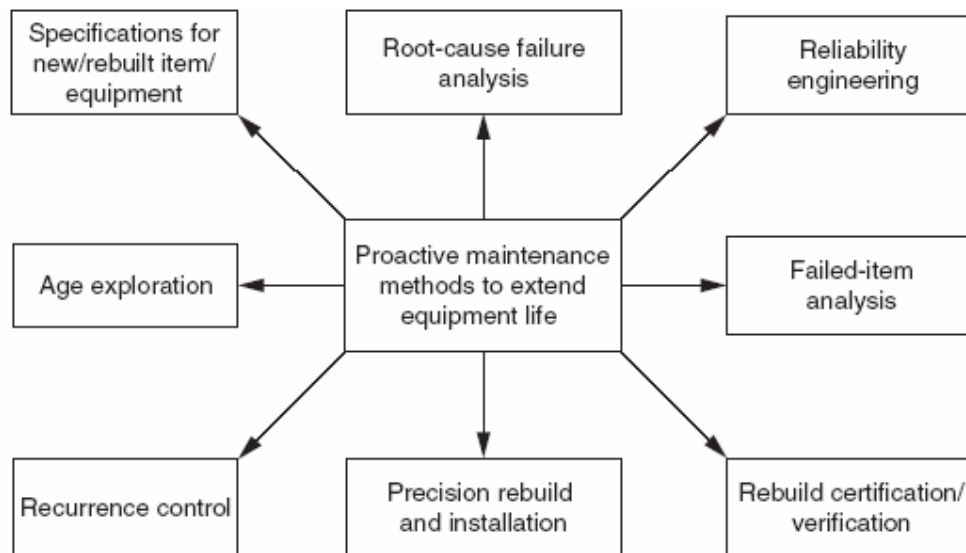 Specifications for
new/rebuilt item/
equipment
Root-cause failure
analysis
Reliability
engineering
Age exploration
Proactive maintenance
methods to extend
equipment life
Failed-item
analysis
Recurrence control
Precision rebuild
and installation
Rebuild certification/
verification